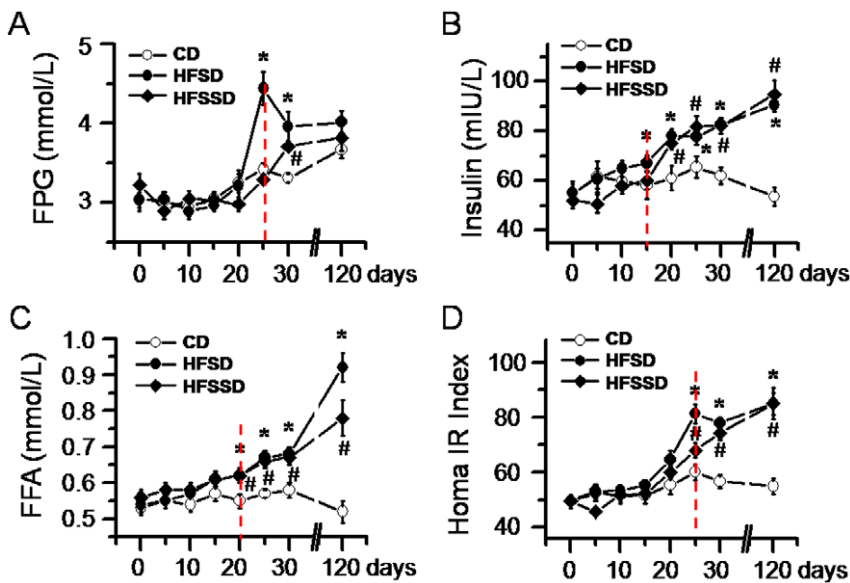 A
FPG (mmol/L)
5
4
3
CD
HFSD
HFSSD
*
*
#
0 10 20 30 120 days
B
Insulin (mIU/L)
100
80
60
40
CD
HFSD
HFSSD
* * # * #
# * # *
0 10 20 30 120 days
C
FFA (mmol/L)
1.0
0.9
0.8
0.7
0.6
0.5
CD
HFSD
HFSSD
* * * *
# # # #
0 10 20 30 120 days
D
Homa IR Index
100
80
60
40
CD
HFSD
HFSSD
* * *
# # #
0 10 20 30 120 days